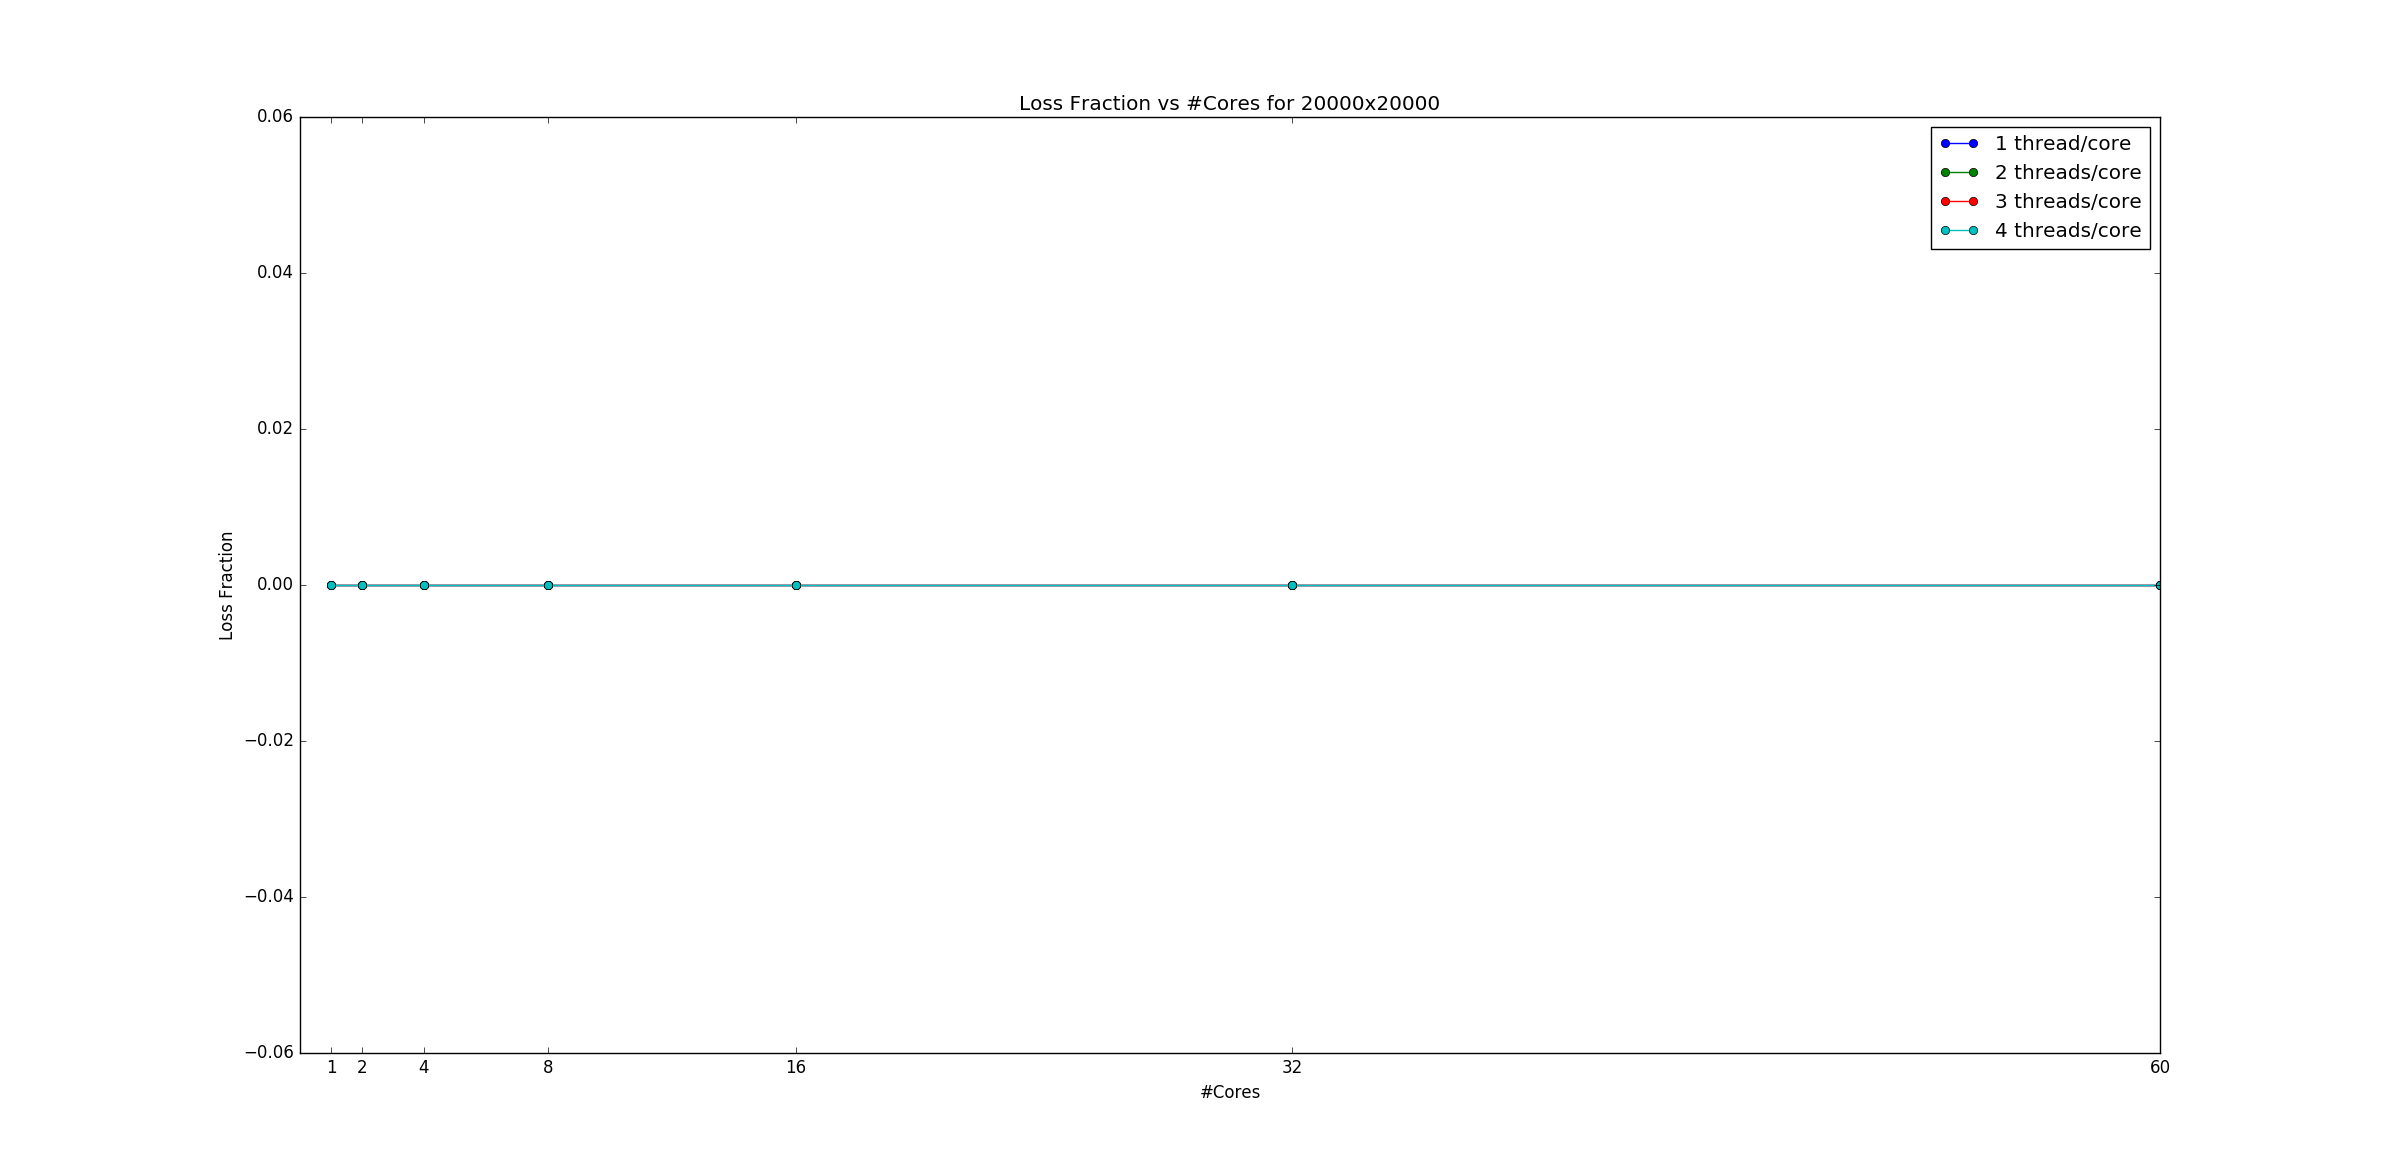 Loss Fraction vs #Cores for 20000x20000
0.06
0.04
0.02
0.00
−0.02
−0.04
−0.06
Loss Fraction
1 thread/core
2 threads/core
3 threads/core
4 threads/core
1 2 4 8 16 32 60
#Cores